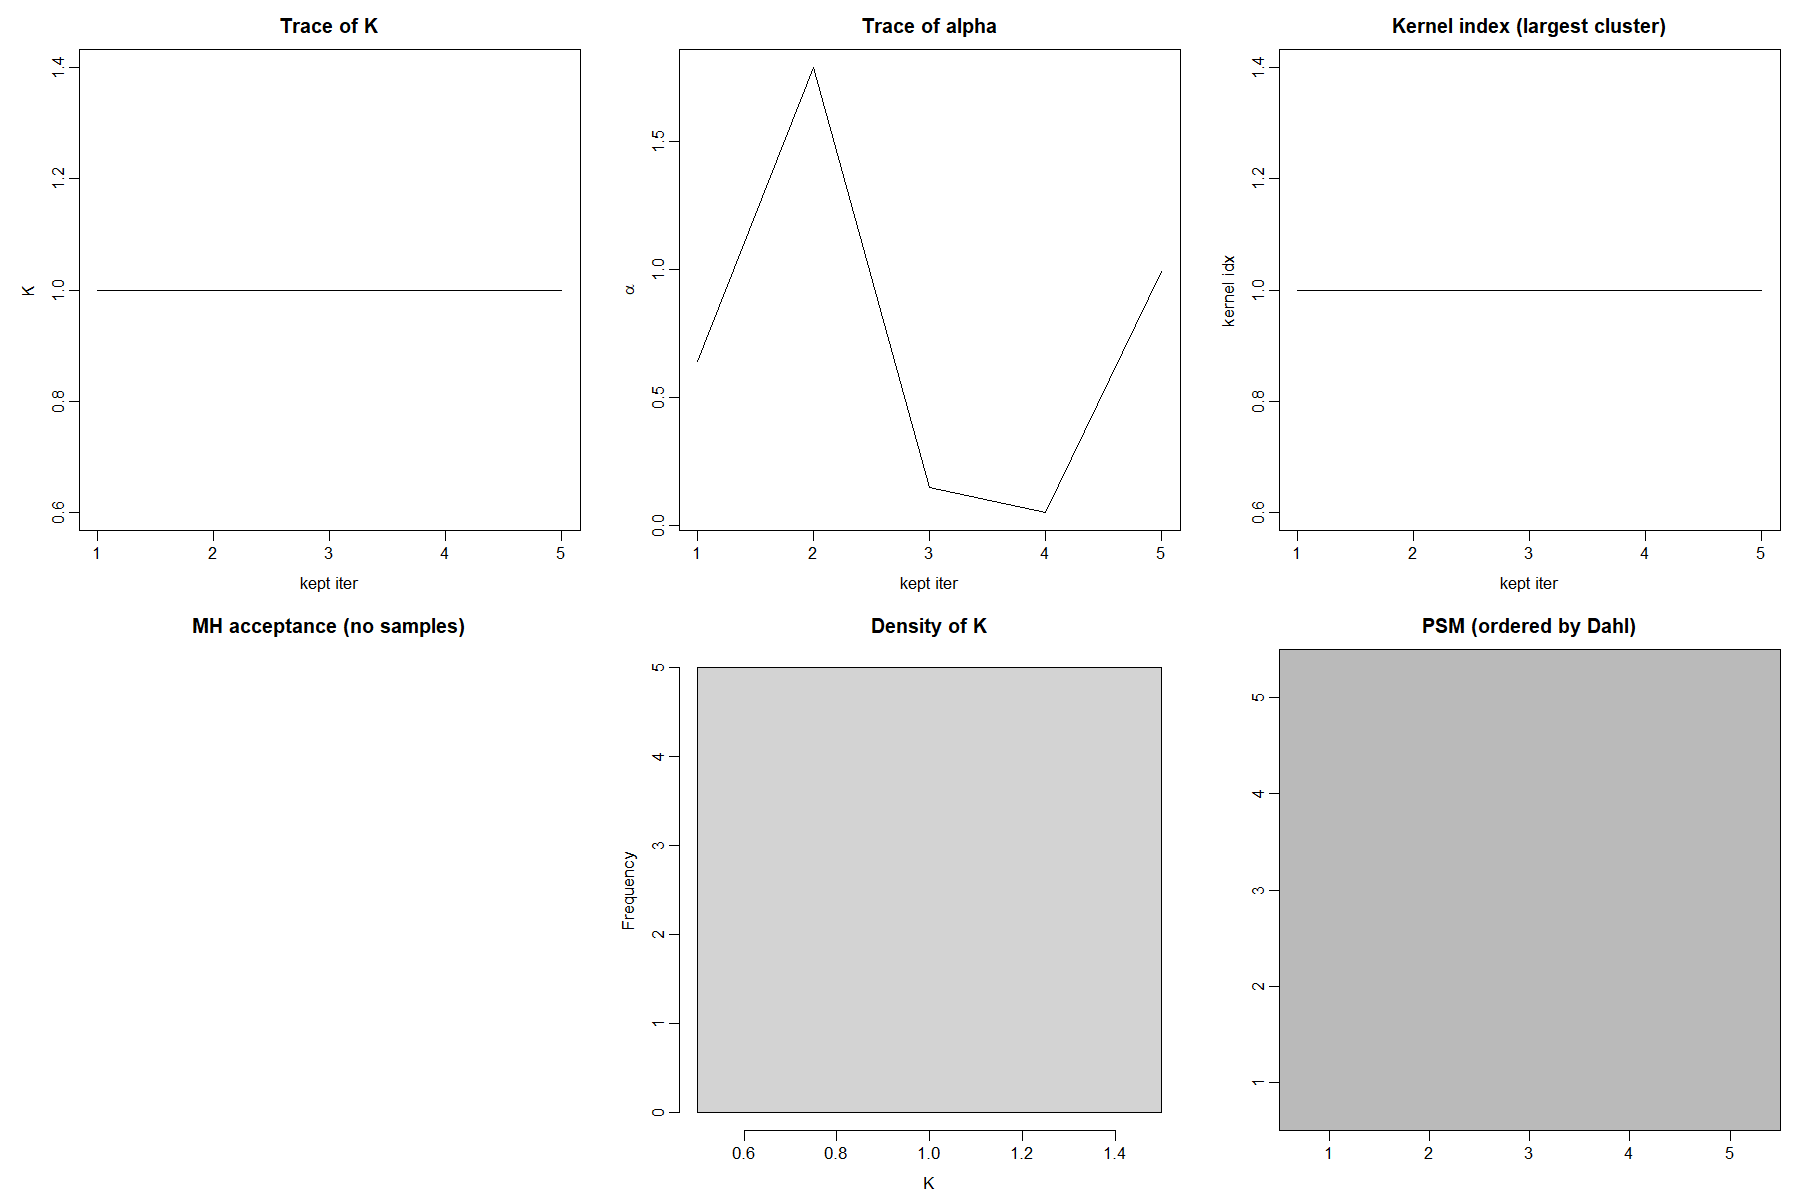 Trace of K
1.4
1.2
1.0
0.8
0.6
K
1 2 3 4 5
kept iter
Trace of alpha
1.5
1.0
0.5
0.0
α
1 2 3 4 5
kept iter
Kernel index (largest cluster)
1.4
1.2
1.0
0.8
0.6
kernel idx
1 2 3 4 5
kept iter
MH acceptance (no samples)
Density of K
5
4
3
2
1
0
Frequency
0.6 0.8 1.0 1.2 1.4
K
PSM (ordered by Dahl)
5
4
3
2
1
1 2 3 4 5